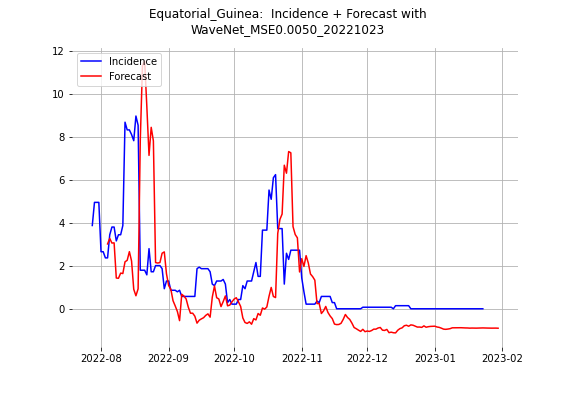 Equatorial_Guinea:  Incidence + Forecast with
WaveNet_MSE0.0050_20221023
Incidence
Forecast
12
10
8
6
4
2
0
2022-08 2022-09 2022-10 2022-11 2022-12 2023-01 2023-02